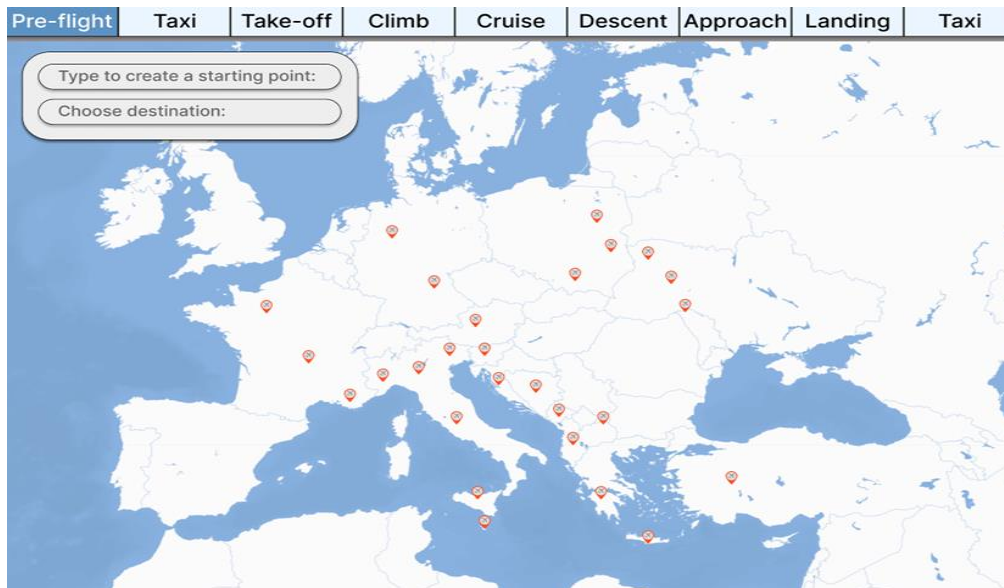 Pre-flight Taxi Take-off Climb Cruise Descent Approach Landing Taxi
Type to create a starting point:
Choose destination: